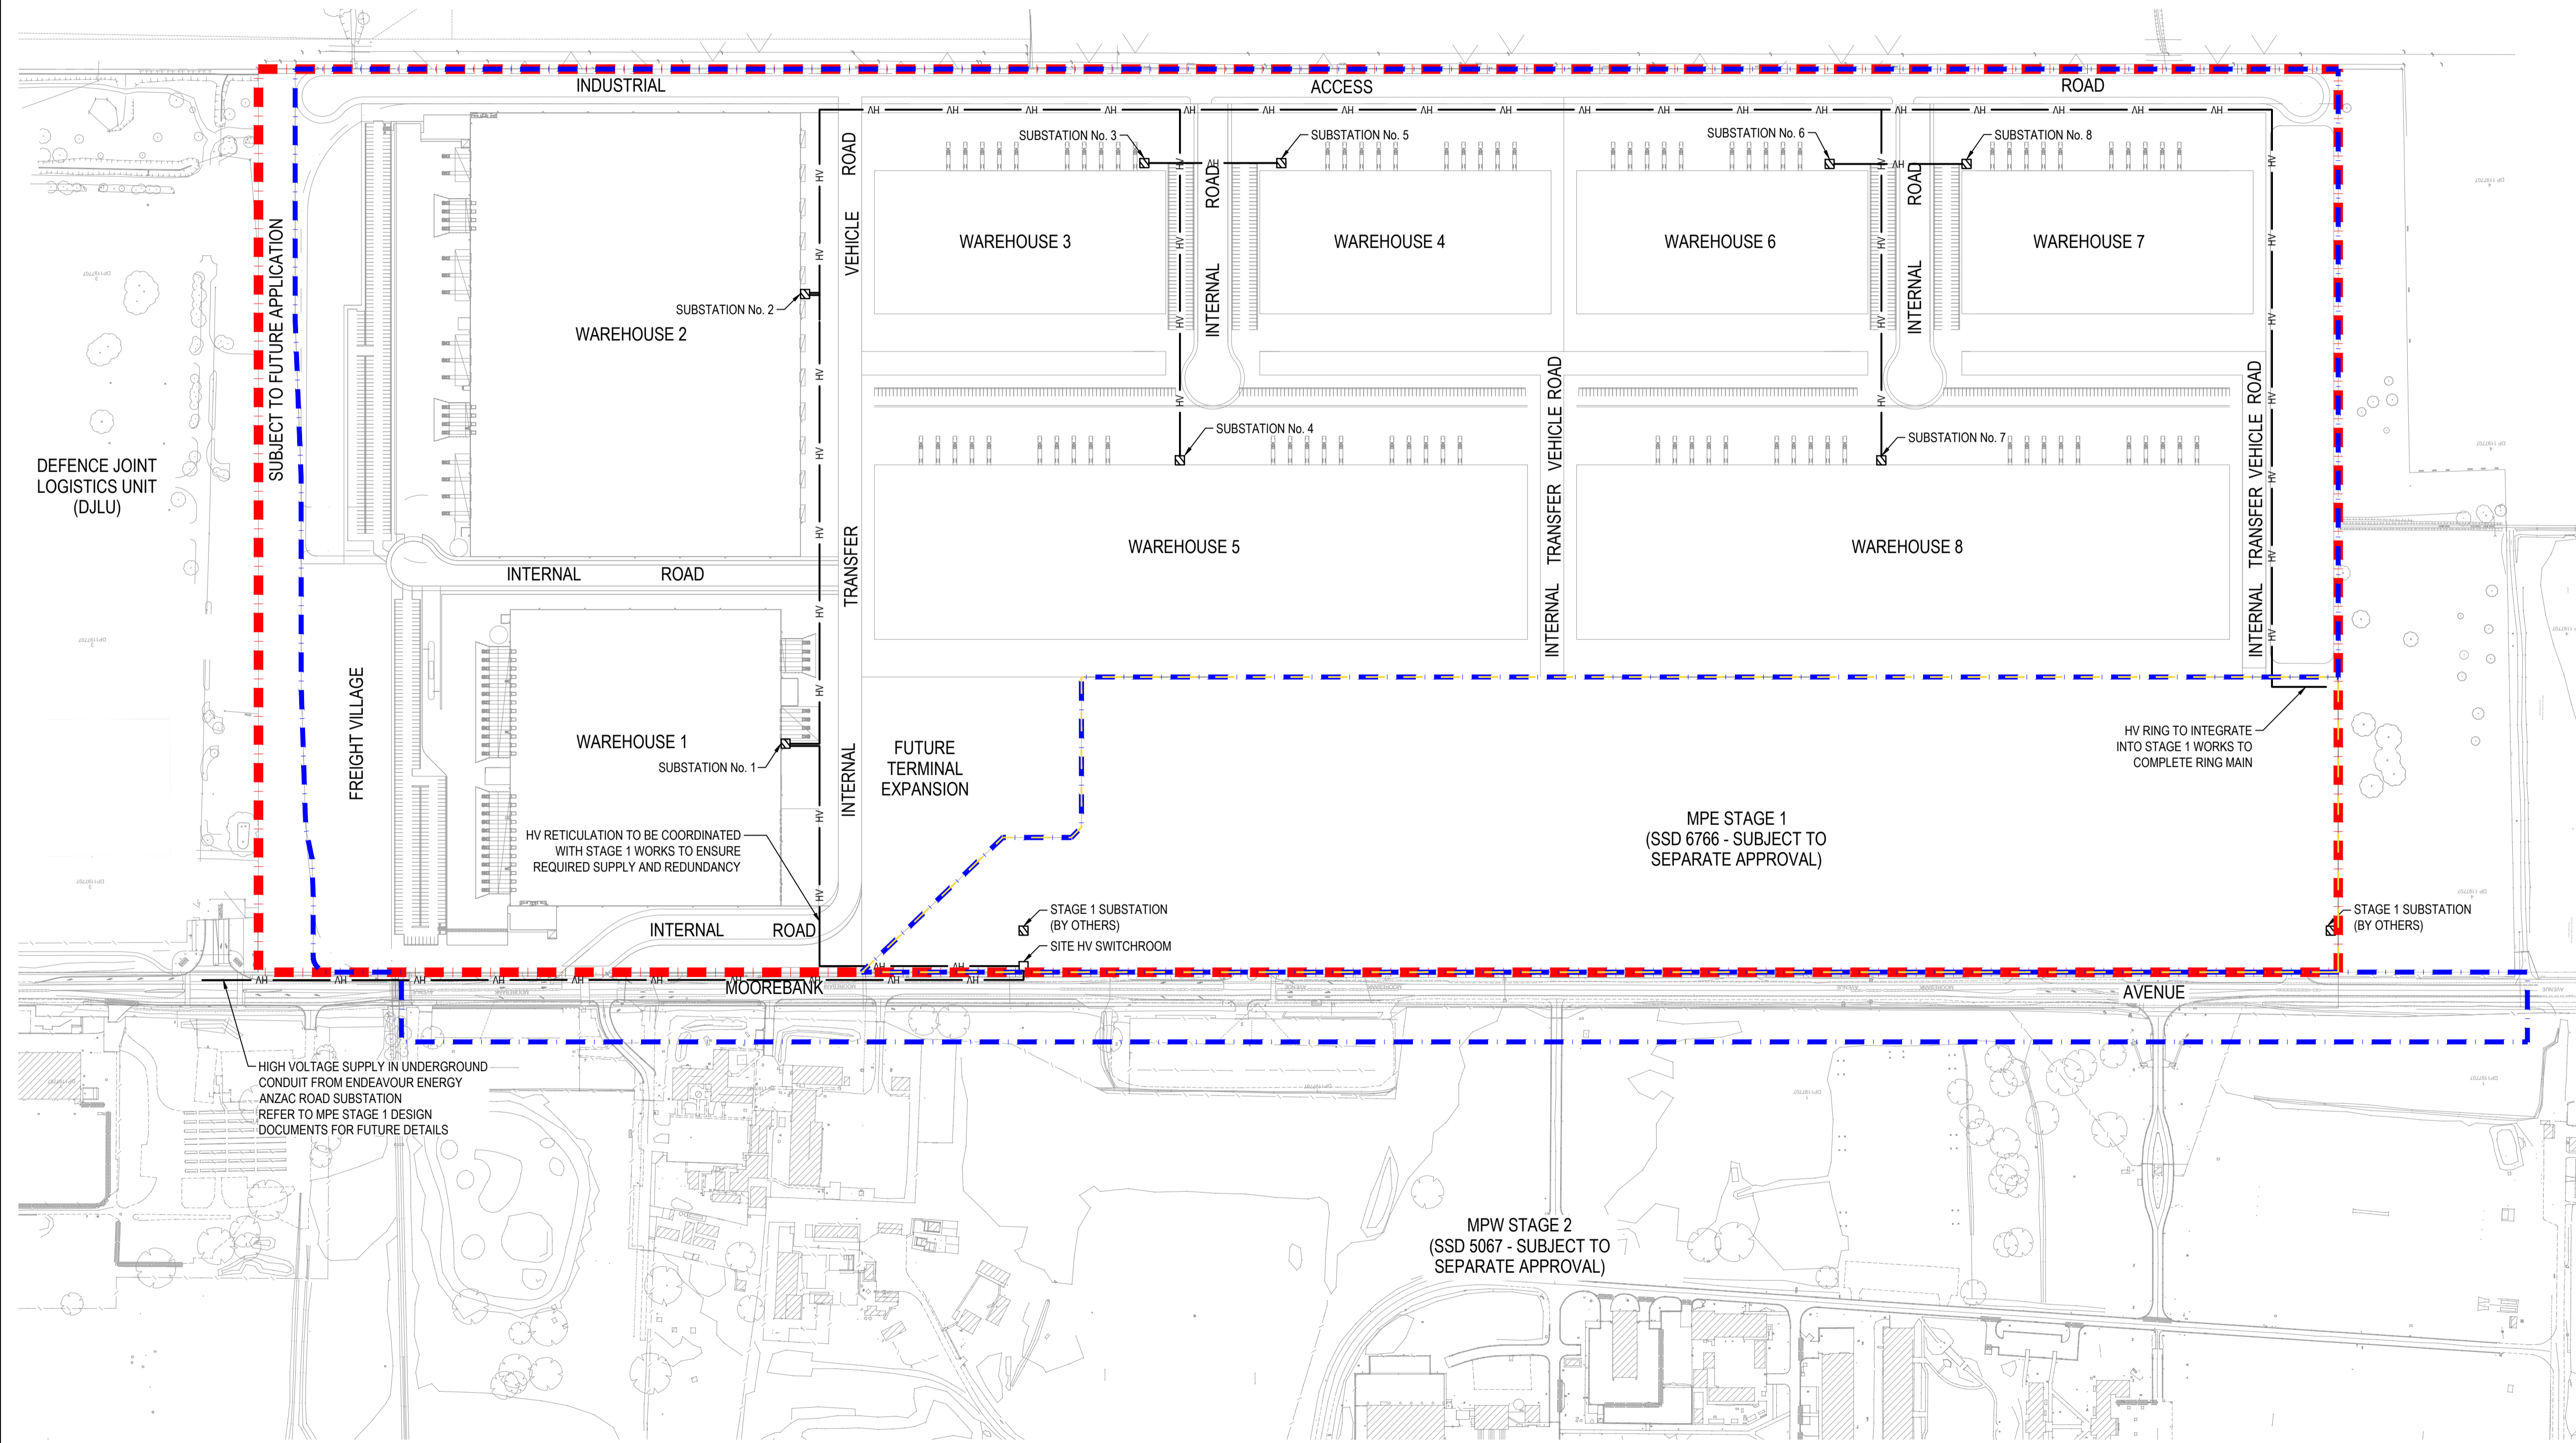 INDUSTRIAL
ACCESS
ROAD
SUBSTATION No. 3
SUBSTATION No. 5
SUBSTATION No. 6
SUBSTATION No. 8
WAREHOUSE 3
WAREHOUSE 4
WAREHOUSE 6
WAREHOUSE 7
INTERNAL ROAD
INTERNAL ROAD
SUBSTATION No. 2
WAREHOUSE 2
SUBJECT TO FUTURE APPLICATION
INTERNAL TRANSFER VEHICLE ROAD
SUBSTATION No. 4
SUBSTATION No. 7
INTERNAL TRANSFER VEHICLE ROAD
INTERNAL TRANSFER VEHICLE ROAD
DEFENCE JOINT
LOGISTICS UNIT
(DJLU)
WAREHOUSE 5
WAREHOUSE 8
INTERNAL ROAD
FREIGHT VILLAGE
WAREHOUSE 1
SUBSTATION No. 1
FUTURE
TERMINAL
EXPANSION
HV RING TO INTEGRATE
INTO STAGE 1 WORKS TO
COMPLETE RING MAIN
HV RETICULATION TO BE COORDINATED
WITH STAGE 1 WORKS TO ENSURE
REQUIRED SUPPLY AND REDUNDANCY
MPE STAGE 1
(SSD 6766 - SUBJECT TO
SEPARATE APPROVAL)
INTERNAL ROAD
STAGE 1 SUBSTATION
(BY OTHERS)
SITE HV SWITCHROOM
STAGE 1 SUBSTATION
(BY OTHERS)
MOOREBANK
AVENUE
HIGH VOLTAGE SUPPLY IN UNDERGROUND
CONDUIT FROM ENDEAVOUR ENERGY
ANZAC ROAD SUBSTATION
REFER TO MPE STAGE 1 DESIGN
DOCUMENTS FOR FUTURE DETAILS
MPW STAGE 2
(SSD 5067 - SUBJECT TO
SEPARATE APPROVAL)